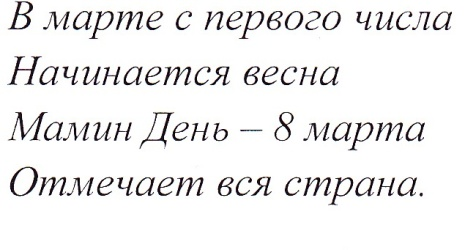 В марте с первого числа
Начинается весна
Мамин День – 8 марта
Отмечает вся страна.